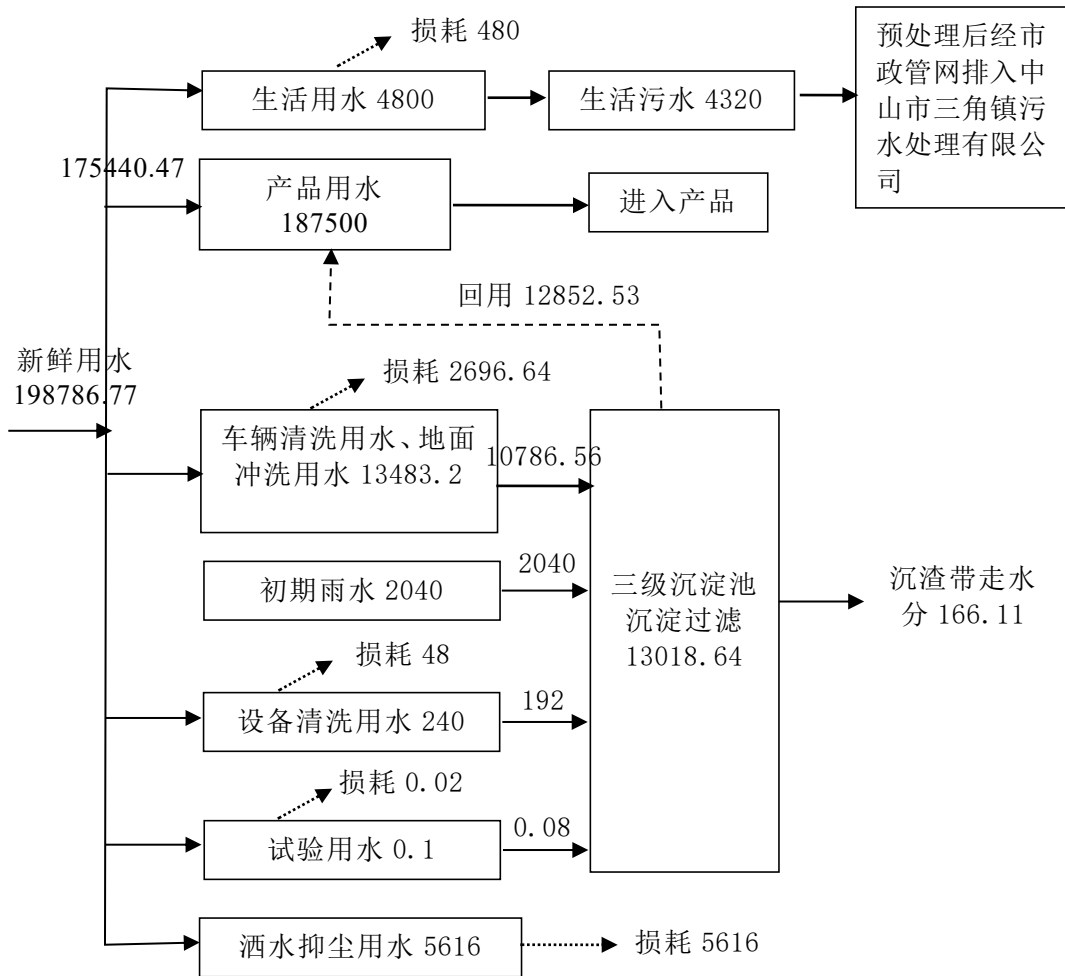 损耗 480
生活用水 4800
生活污水 4320
预处理后经市
政管网排入中
山市三角镇污
水处理有限公
司
175440.47
产品用水
187500
进入产品
回用 12852.53
新鲜用水
198786.77
损耗 2696.64
车辆清洗用水、地面
冲洗用水 13483.2
10786.56
初期雨水 2040
2040
三级沉淀池
沉淀过滤
13018.64
沉渣带走水
分 166.11
损耗 48
设备清洗用水 240
192
损耗 0.02
试验用水 0.1
0.08
洒水抑尘用水 5616
损耗 5616